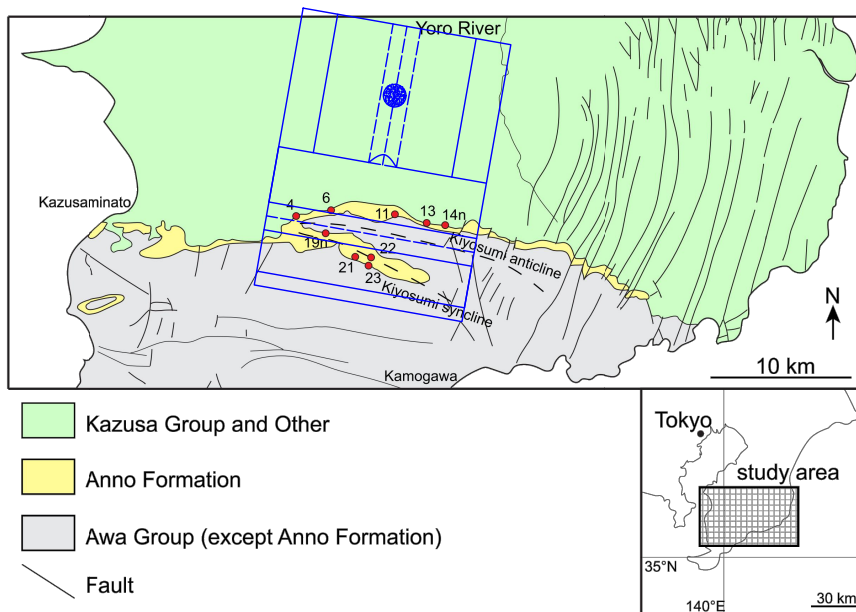 Yoro River
Kazusaminato
4
6
11
13
14n
19n
22
21
23
Kiyosumi anticline
Kiyosumi syncline
N
Kamogawa
10 km
Kazusa Group and Other
Anno Formation
Awa Group (except Anno Formation)
Fault
Tokyo
study area
35°N
140°E
30 km